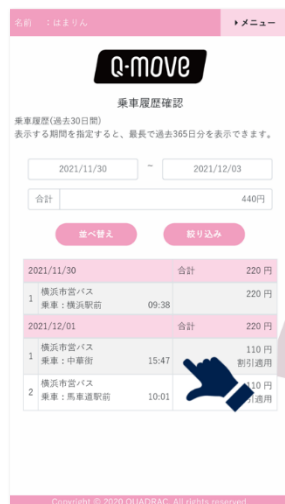 名前 ：はまりん
▶メニュー
Q-move
乗車履歴確認
乗車履歴(過去30日間)
表示する期間を指定すると、最長で過去365日分を表示できます。
2021/11/30 ~ 2021/12/03
合計 440円
並べ替え 絞り込み
2021/11/30 合計 220 円
1 横浜市営バス 220 円
乗車：横浜駅前 09:38
2021/12/01 合計 220 円
1 横浜市営バス 110 円
乗車：中華街 15:47 割引適用
2 横浜市営バス 110 円
乗車：馬車道駅前 10:01 引適用
Copyright © 2020 QUADRAC. All rights reserved.